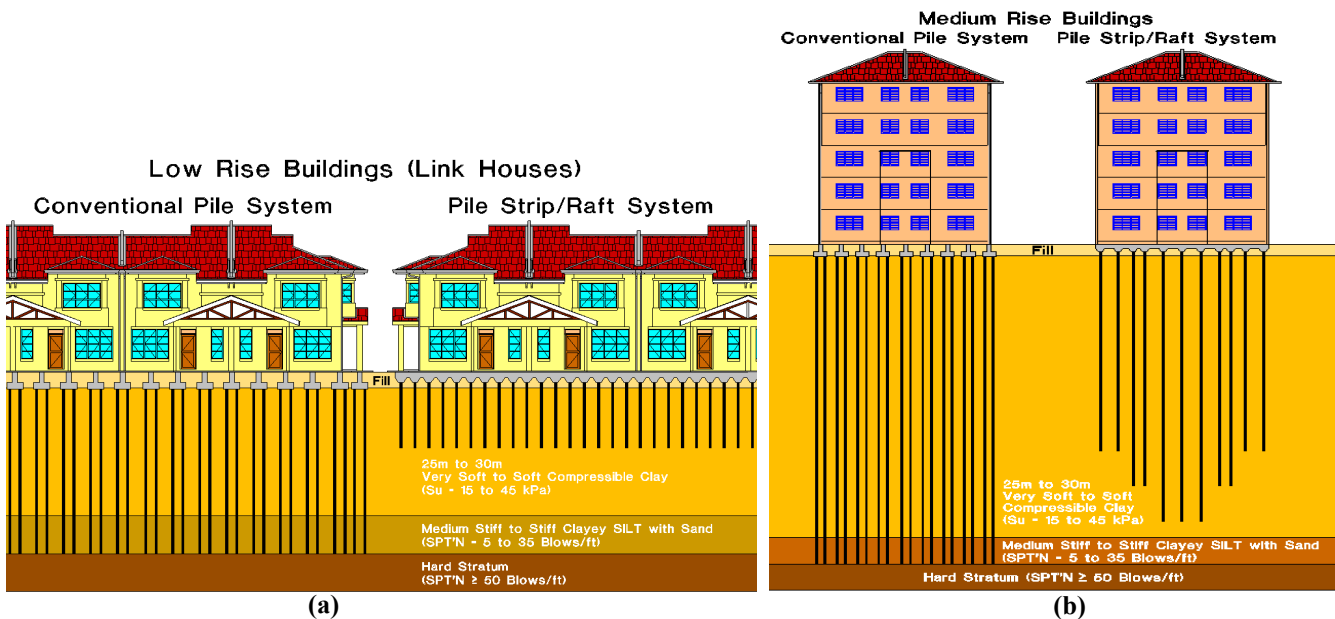 Low Rise Buildings (Link Houses)
Conventional Pile System
Pile Strip/Raft System
Fill
25m to 30m
Very Soft to Soft Compressible Clay
(Su - 15 to 45 kPa)
Medium Stiff to Stiff Clayey SILT with Sand
(SPT'N - 5 to 35 Blows/ft)
Hard Stratum
(SPT'N ≥ 50 Blows/ft)
(a)
Medium Rise Buildings
Conventional Pile System
Pile Strip/Raft System
Fill
25m to 30m
Very Soft to Soft
Compressible Clay
(Su - 15 to 45 kPa)
Medium Stiff to Stiff Clayey SILT with Sand
(SPT'N - 5 to 35 Blows/ft)
Hard Stratum (SPT'N ≥ 50 Blows/ft)
(b)